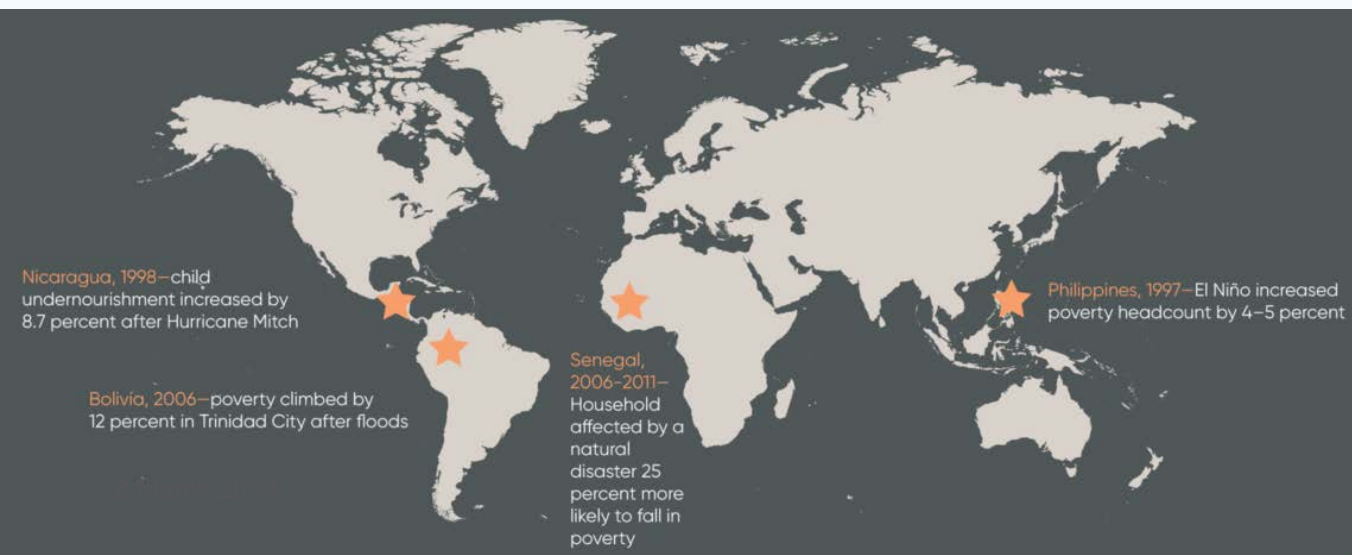 Nicaragua, 1998—child
undernourishment increased by
8.7 percent after Hurricane Mitch
Bolivia, 2006—poverty climbed by
12 percent in Trinidad City after floods
Senegal,
2006-2011—
Household
affected by a
natural
disaster 25
percent more
likely to fall in
poverty
Philippines, 1997—El Niño increased
poverty headcount by 4–5 percent